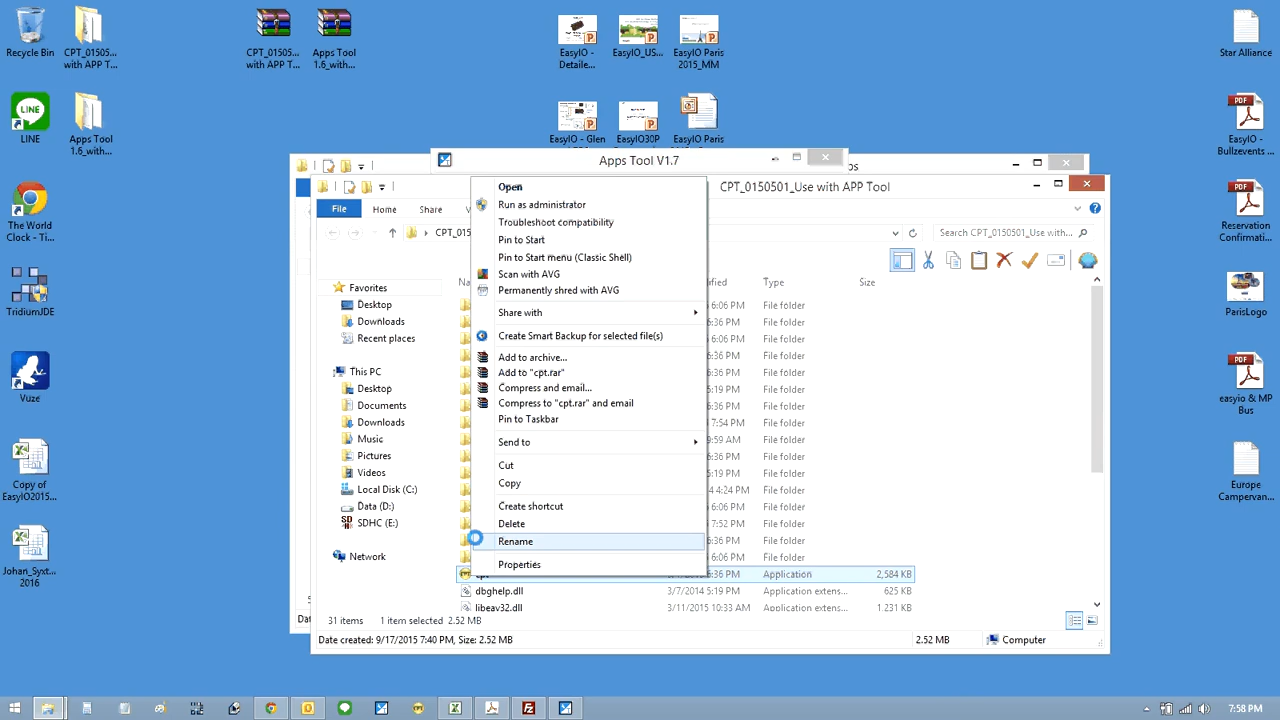 Recycle Bin
CPT_01505...
with APP T...
CPT_01505...
with APP T...
Apps Tool
1.6_with...
EasyIO -
Detaile...
EasyIO_US...
EasyIO Paris
2015_MM
Star Alliance
LINE
Apps Tool
1.6_with...
EasyIO - Glen
EasyIO30P
EasyIO Paris
PDF
EasyIO -
Bullzevents ...
The World
Clock - Ti...
PDF
Reservation
Confirmati...
TridiumJDE
ParisLogo
Vuze
PDF
easyio & MP
Bus
Copy of
EasyIO2015...
Europe
Campervan...
Johan_Syxt...
2016
Apps Tool V1.7
CPT_0150501_Use with APP Tool
File
Home
Share
CPT_015
Search CPT_0150501_Use with...
Favorites
Desktop
Downloads
Recent places
This PC
Desktop
Documents
Downloads
Music
Pictures
Videos
Local Disk (C:)
Data (D:)
SDHC (E:)
Network
Open
Run as administrator
Troubleshoot compatibility
Pin to Start
Pin to Start menu (Classic Shell)
Scan with AVG
Permanently shred with AVG
Share with
Create Smart Backup for selected file(s)
Add to archive...
Add to "cpt.rar"
Compress and email...
Compress to "cpt.rar" and email
Pin to Taskbar
Send to
Cut
Copy
Create shortcut
Delete
Rename
Properties
Type
Size
6:06 PM File folder
6:36 PM File folder
6:06 PM File folder
6:36 PM File folder
6:36 PM File folder
5:19 PM File folder
6:36 PM File folder
7:54 PM File folder
9:59 AM File folder
6:36 PM File folder
5:19 PM File folder
4:24 PM File folder
6:06 PM File folder
7:52 PM File folder
6:36 PM File folder
6:06 PM File folder
6:36 PM Application 2,584 KB
dbghelp.dll 3/7/2014 5:19 PM Application extens... 625 KB
libeav32.dll 3/11/2015 10:33 AM Application extens... 1,231 KB
31 items 1 item selected 2.52 MB
Date created: 9/17/2015 7:40 PM, Size: 2.52 MB
2.52 MB
Computer
7:58 PM